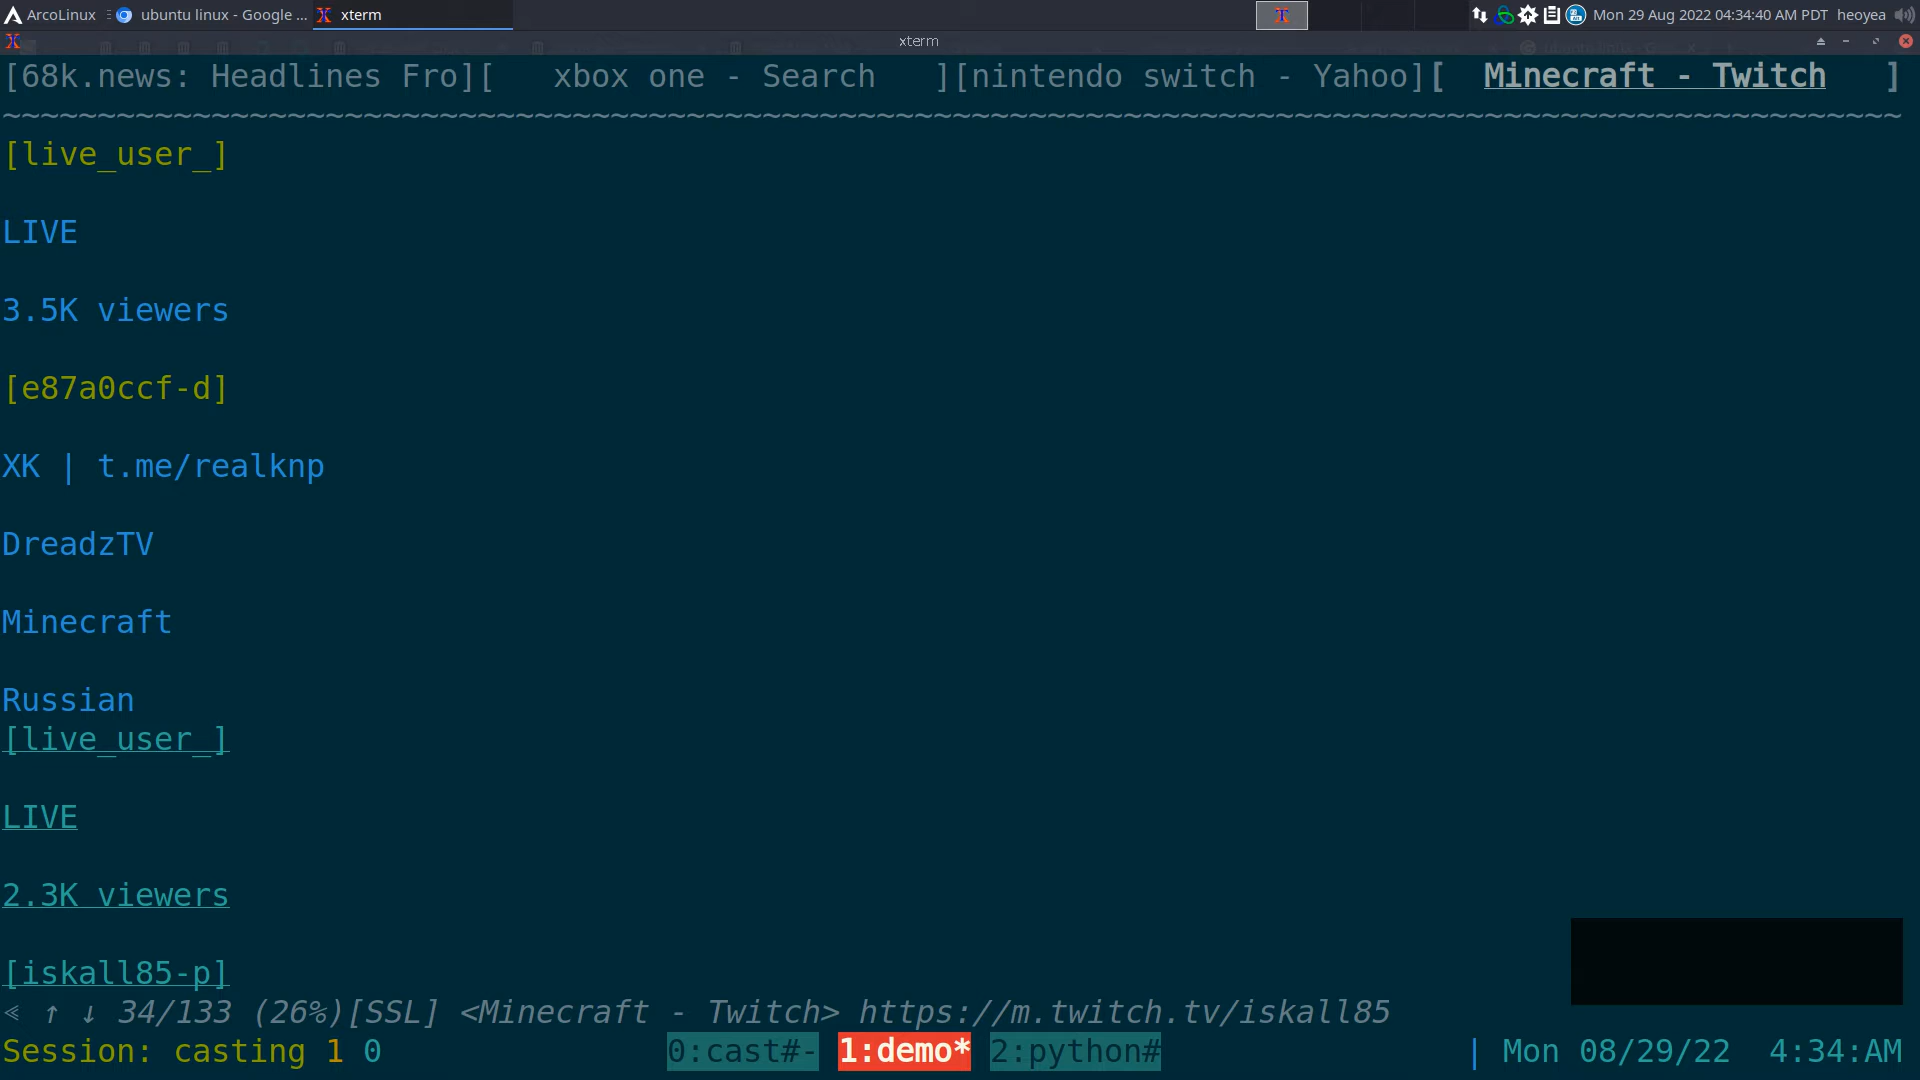 ArcoLinux ubuntu linux - Google ... xterm Mon 29 Aug 2022 04:34:40 AM PDT heoyea
xterm
[68k.news: Headlines Fro][ xbox one - Search ][nintendo switch - Yahoo][ Minecraft - Twitch ]
~~~~~~~~~~~~~~~~~~~~~~~~~~~~~~~~~~~~~~~~~~~~~~~~~~~~~~~~~~~~~~~~~~~~~~~~~~~~~~~~~~~~~~~~~~~~~~~~~~~~
[live_user_]
LIVE
3.5K viewers
[e87a0ccf-d]
XK | t.me/realknp
DreadzTV
Minecraft
Russian
[live_user_]
LIVE
2.3K viewers
[iskall85-p]
⪡ ↑ ↓ 34/133 (26%)[SSL] <Minecraft - Twitch> https://m.twitch.tv/iskall85
Session: casting 1 0 0:cast#- 1:demo* 2:python# | Mon 08/29/22 4:34:AM